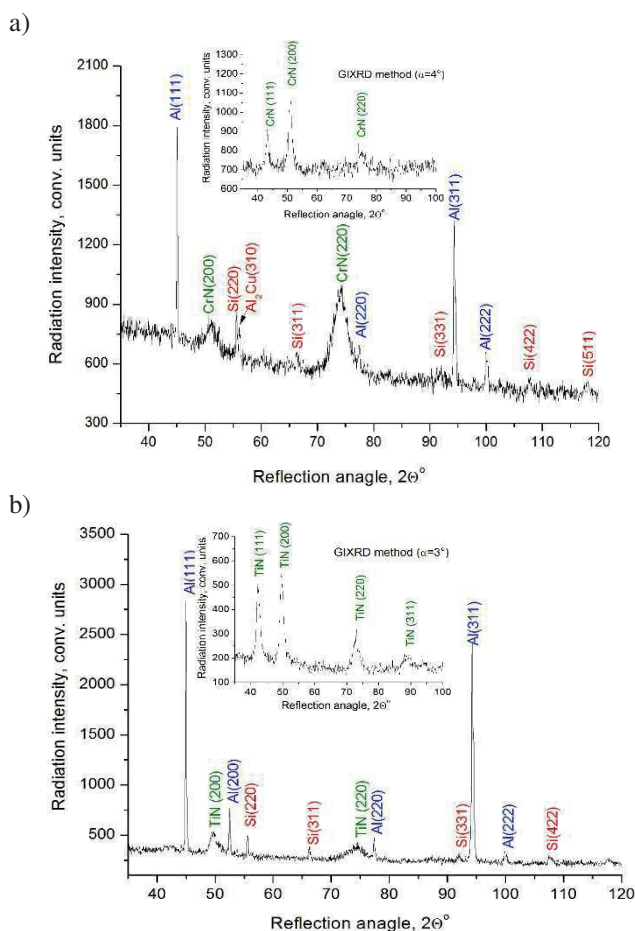 a)
Radiation intensity, conv. units
2100
1800
1500
1200
900
600
300
40 50 60 70 80 90 100 110 120
Reflection anagle, 2Θ°
Al(111)
CrN(200)
Si(220)
Al₂Cu(310)
Si(311)
CrN(220)
Al(220)
Si(331)
Al(311)
Al(222)
Si(422)
Si(511)
GIXRD method (α=4°)
Radiation intensity, conv. units
1300
1200
1100
1000
900
800
700
600
CrN (111)
CrN (200)
CrN (220)
40 50 60 70 80 90 100
Reflection anagle, 2Θ°
b)
Radiation intensity, conv. units
3500
3000
2500
2000
1500
1000
500
40 50 60 70 80 90 100 110 120
Reflection anagle, 2Θ°
Al(111)
TiN (200)
Al(200)
Si(220)
Si(311)
TiN(220)
Al(220)
Si(331)
Al(311)
Al(222)
Si(422)
GIXRD method (α=3°)
Radiation intensity, conv. units
700
600
500
400
300
200
100
TiN (111)
TiN (200)
TiN (220)
TiN (311)
40 50 60 70 80 90 100
Reflection anagle, 2Θ°